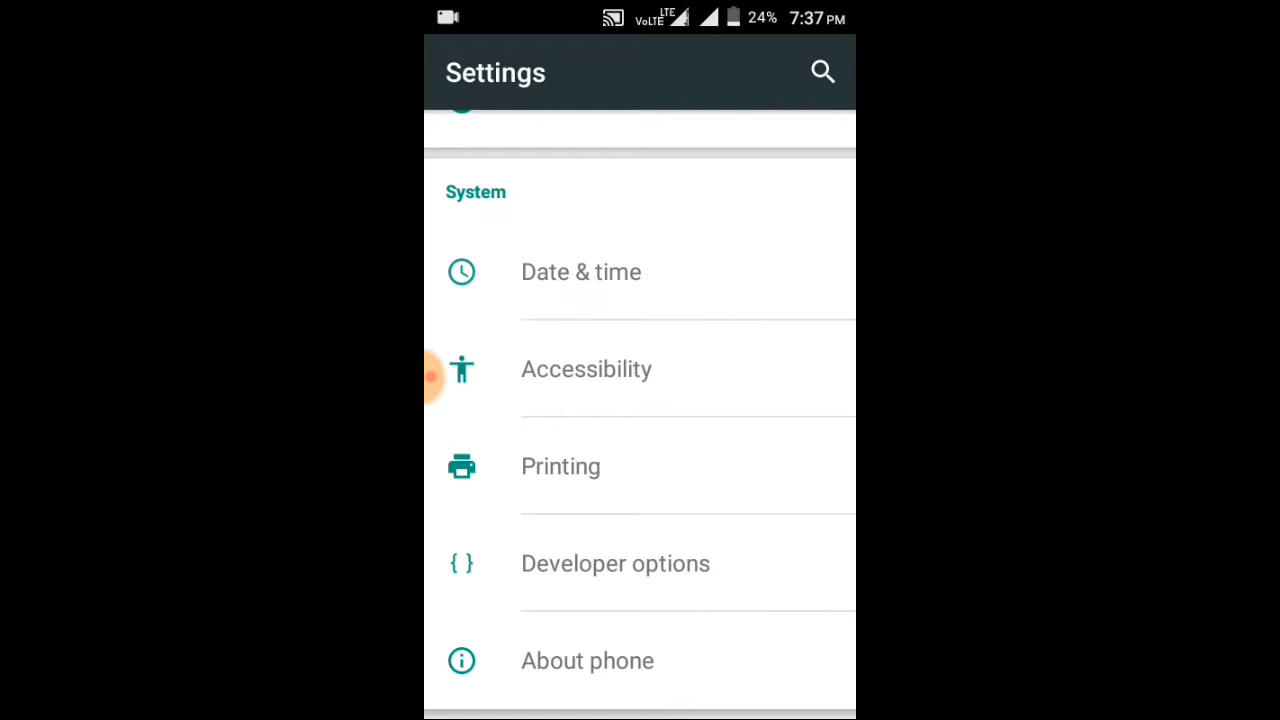 VoLTE LTE 24% 7:37 PM
Settings
System
Date & time
Accessibility
Printing
{ } Developer options
About phone